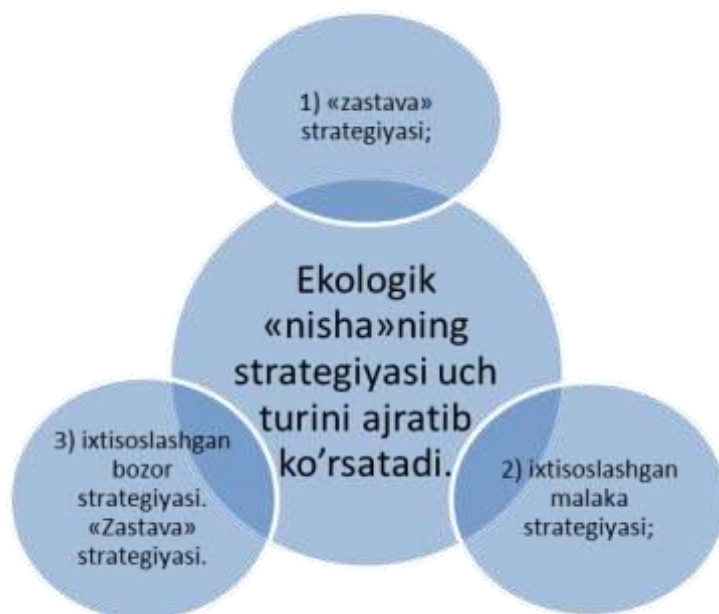 1) «zastava»
strategiyasi;
Ekologik
«nisha»ning
strategiyasi uch
turini ajratib
ko’rsatadi.
2) ixtisoslashgan
malaka
strategiyasi;
3) ixtisoslashgan
bozor
strategiyasi.
«Zastava»
strategiyasi.